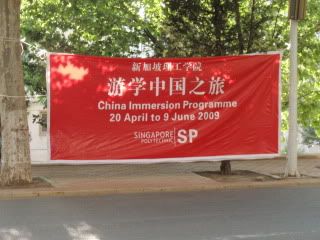 新加坡理工学院
游学中国之旅
China Immersion Programme
20 April to 9 June 2009
SINGAPORE
POLYTECHNIC
SP